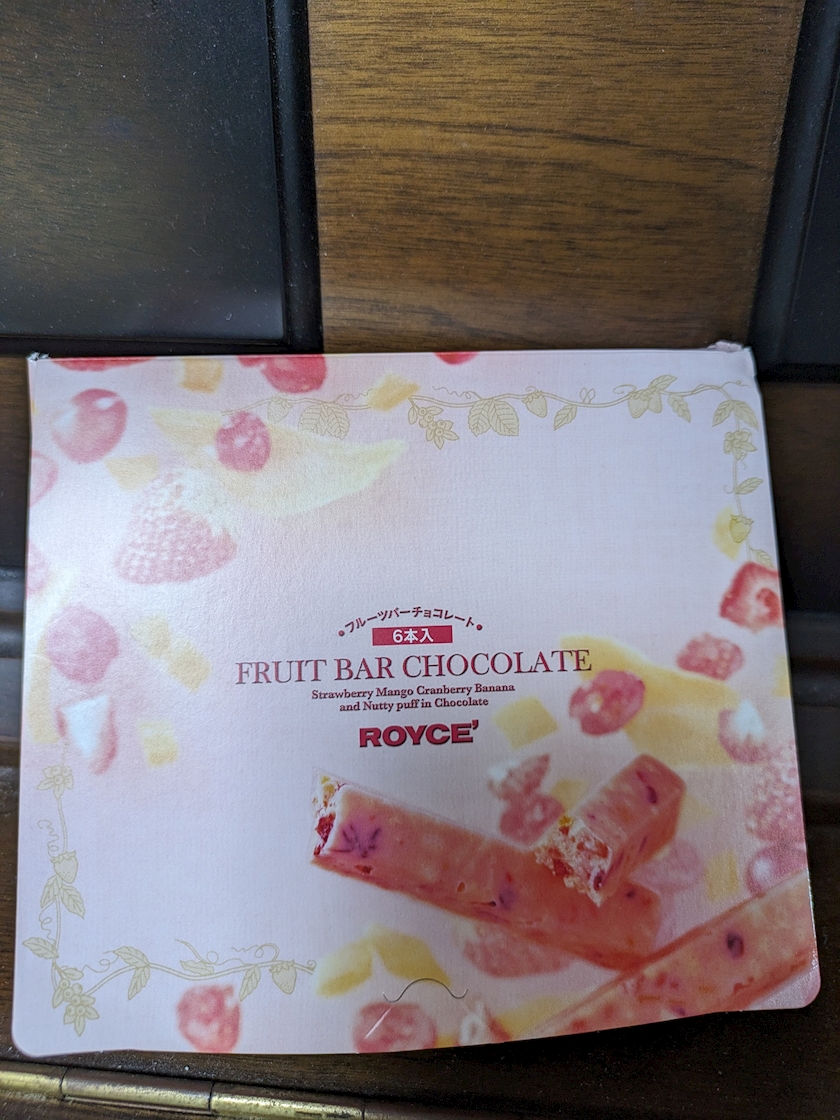 フルーツバーチョコレート
6本入
FRUIT BAR CHOCOLATE
Strawberry Mango Cranberry Banana
and Nutty puff in Chocolate
ROYCE'